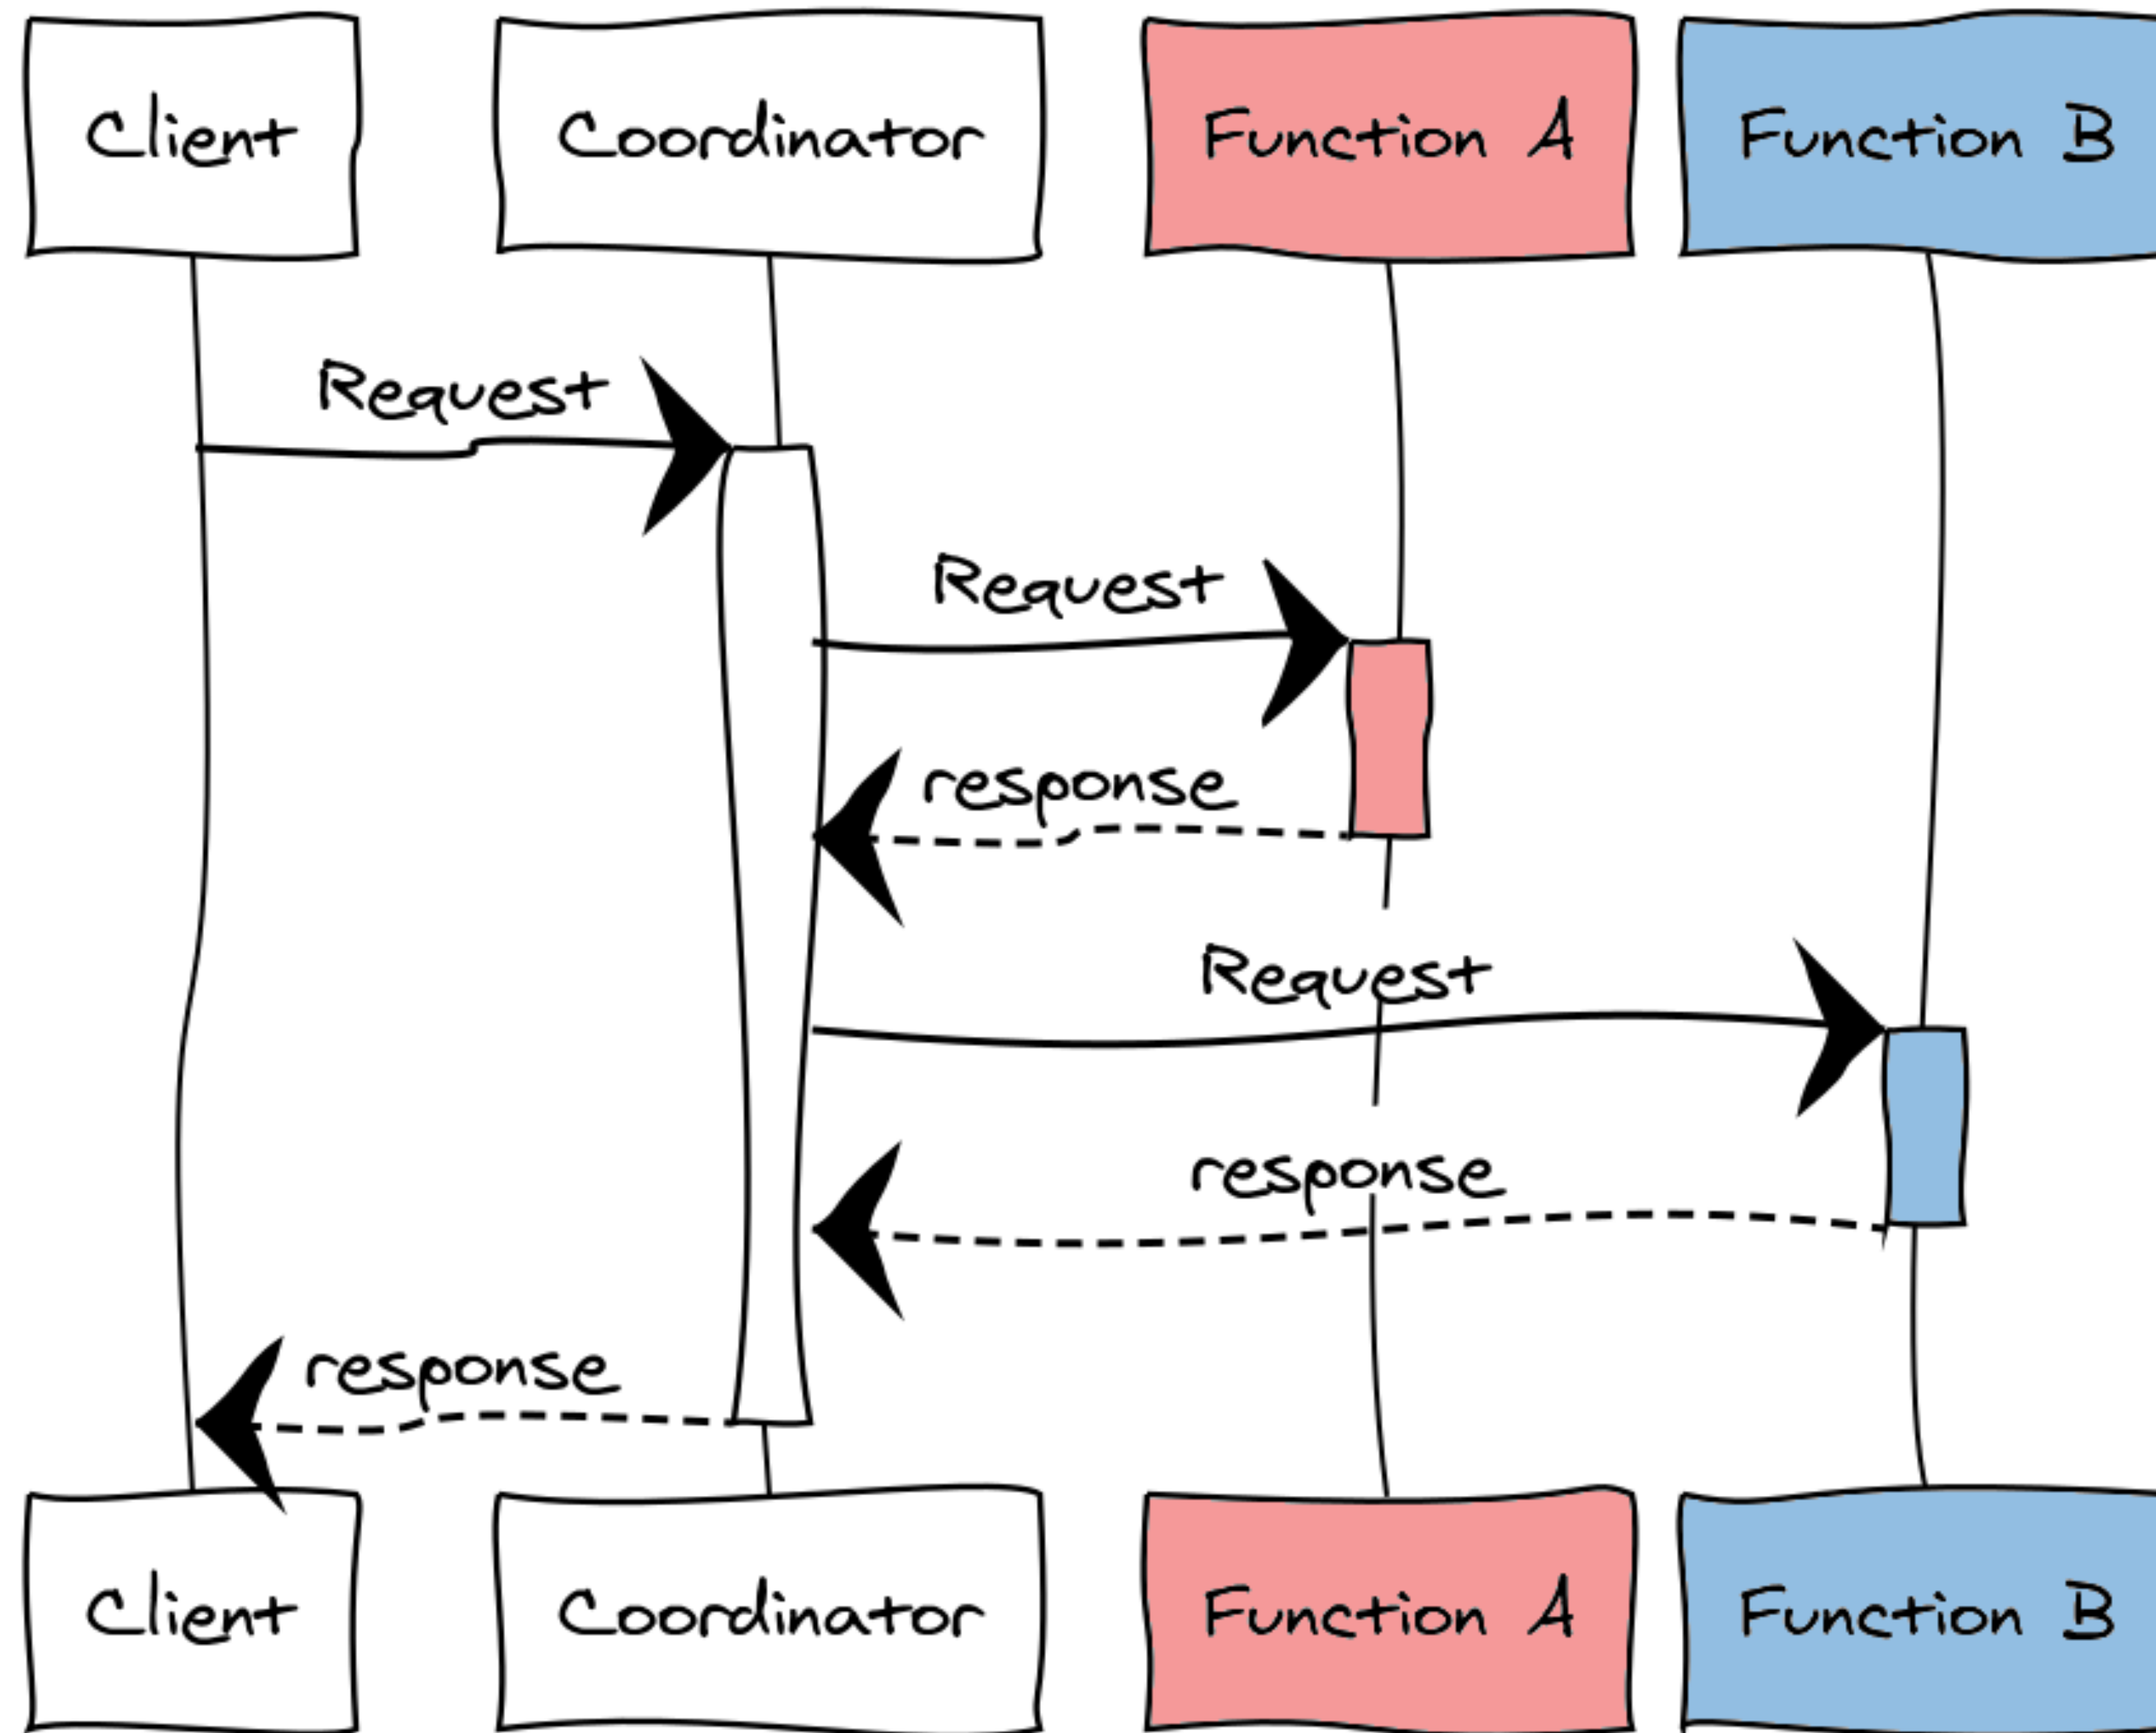 Client
Coordinator
Function A
Function B
Request
Request
response
Request
response
response
Client
Coordinator
Function A
Function B